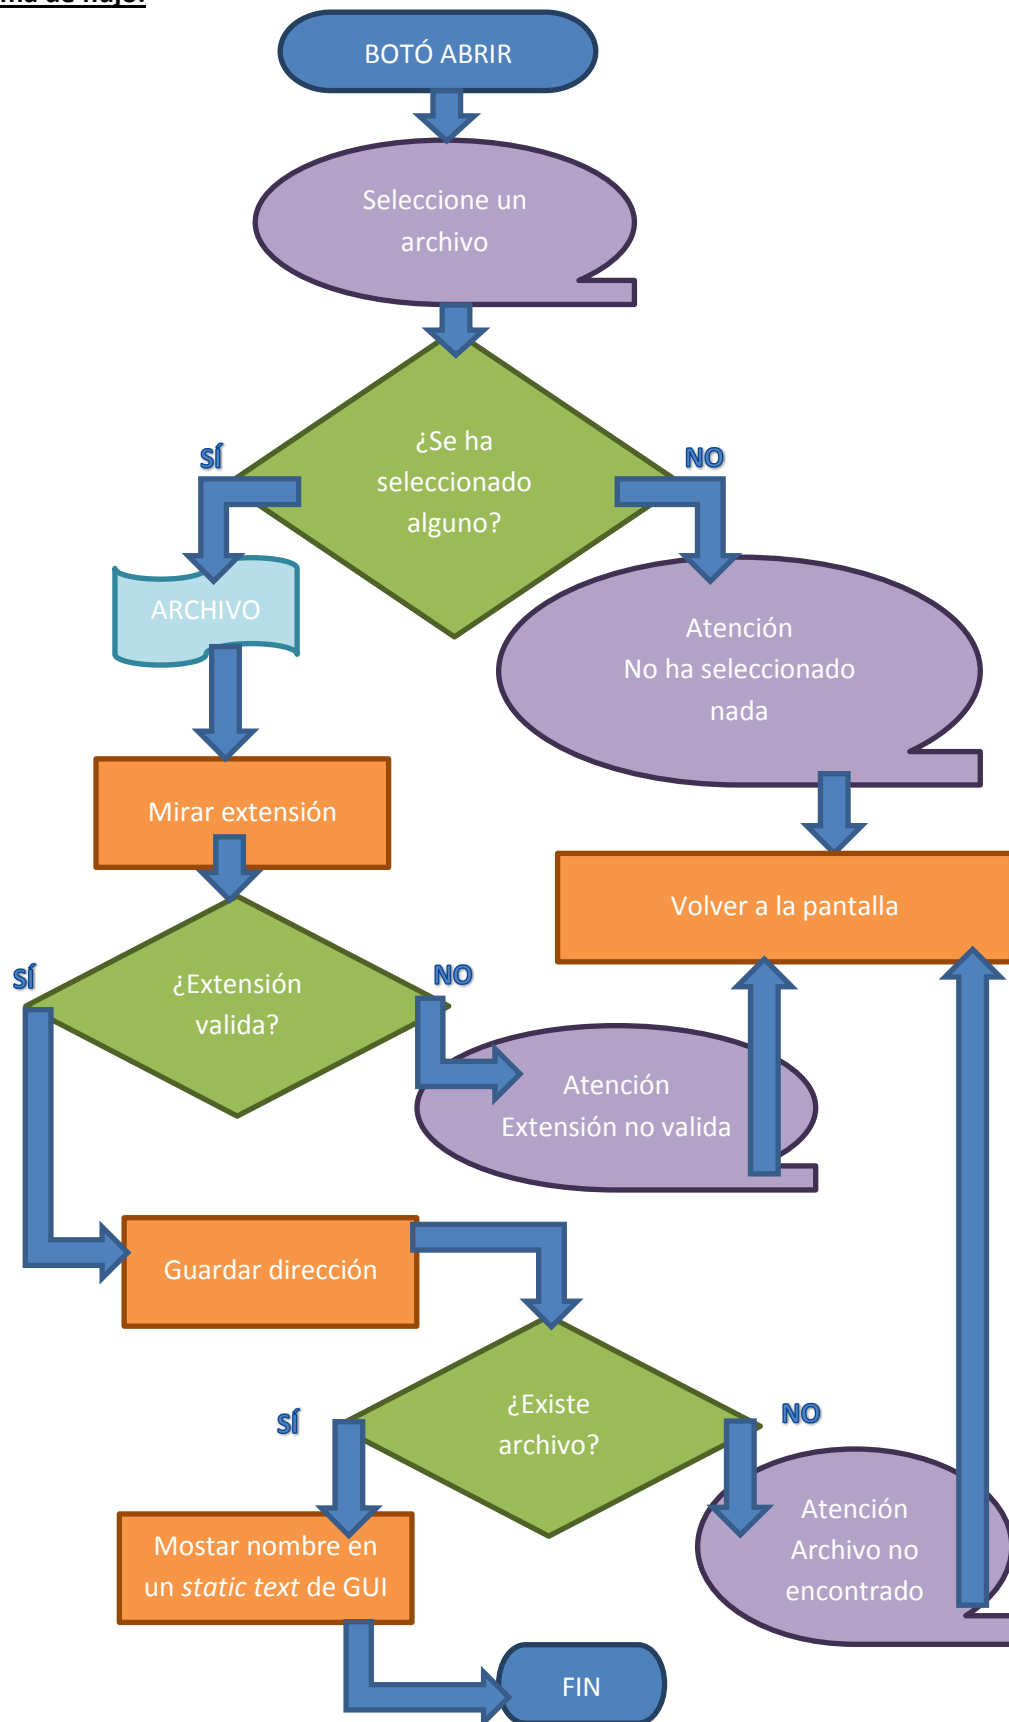 BOTÓ ABRIR
Seleccione un
archivo
¿Se ha
seleccionado
alguno?
SÍ
NO
ARCHIVO
Atención
No ha seleccionado
nada
Mirar extensión
Volver a la pantalla
¿Extensión
valida?
SÍ
NO
Atención
Extensión no valida
Guardar dirección
¿Existe
archivo?
SÍ
NO
Mostar nombre en
un static text de GUI
Atención
Archivo no
encontrado
FIN